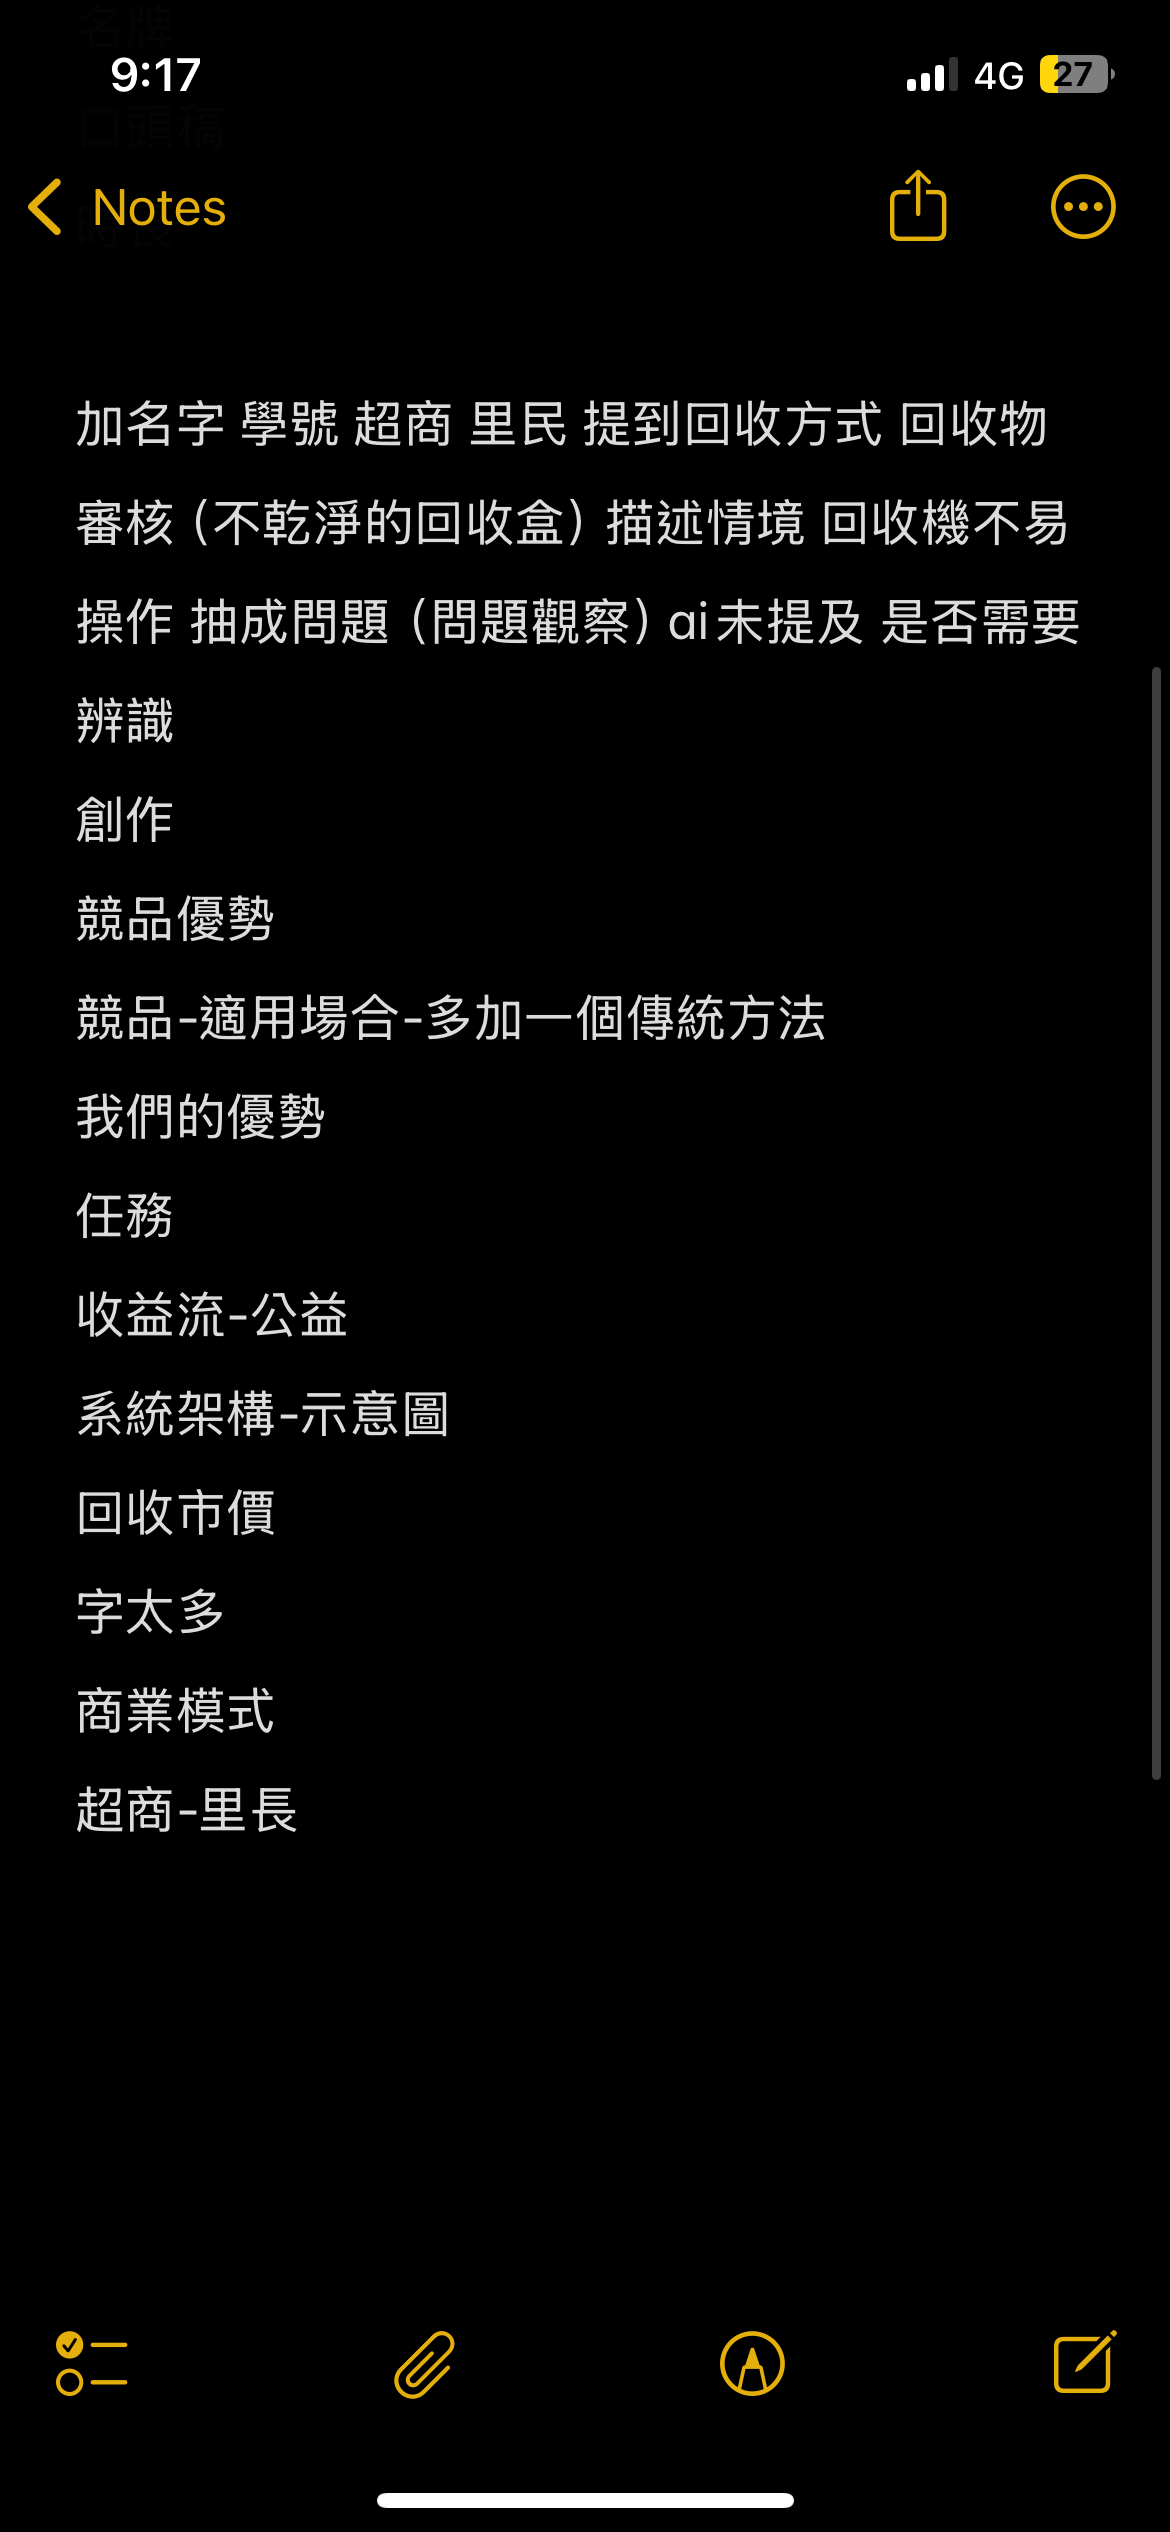 名牌
9:17 4G 27
口頭稿
Notes
加名字 學號 超商 里民 提到回收方式 回收物
審核（不乾淨的回收盒）描述情境 回收機不易
操作 抽成問題（問題觀察）ai未提及 是否需要
辨識
創作
競品優勢
競品-適用場合-多加一個傳統方法
我們的優勢
任務
收益流-公益
系統架構-示意圖
回收市價
字太多
商業模式
超商-里長